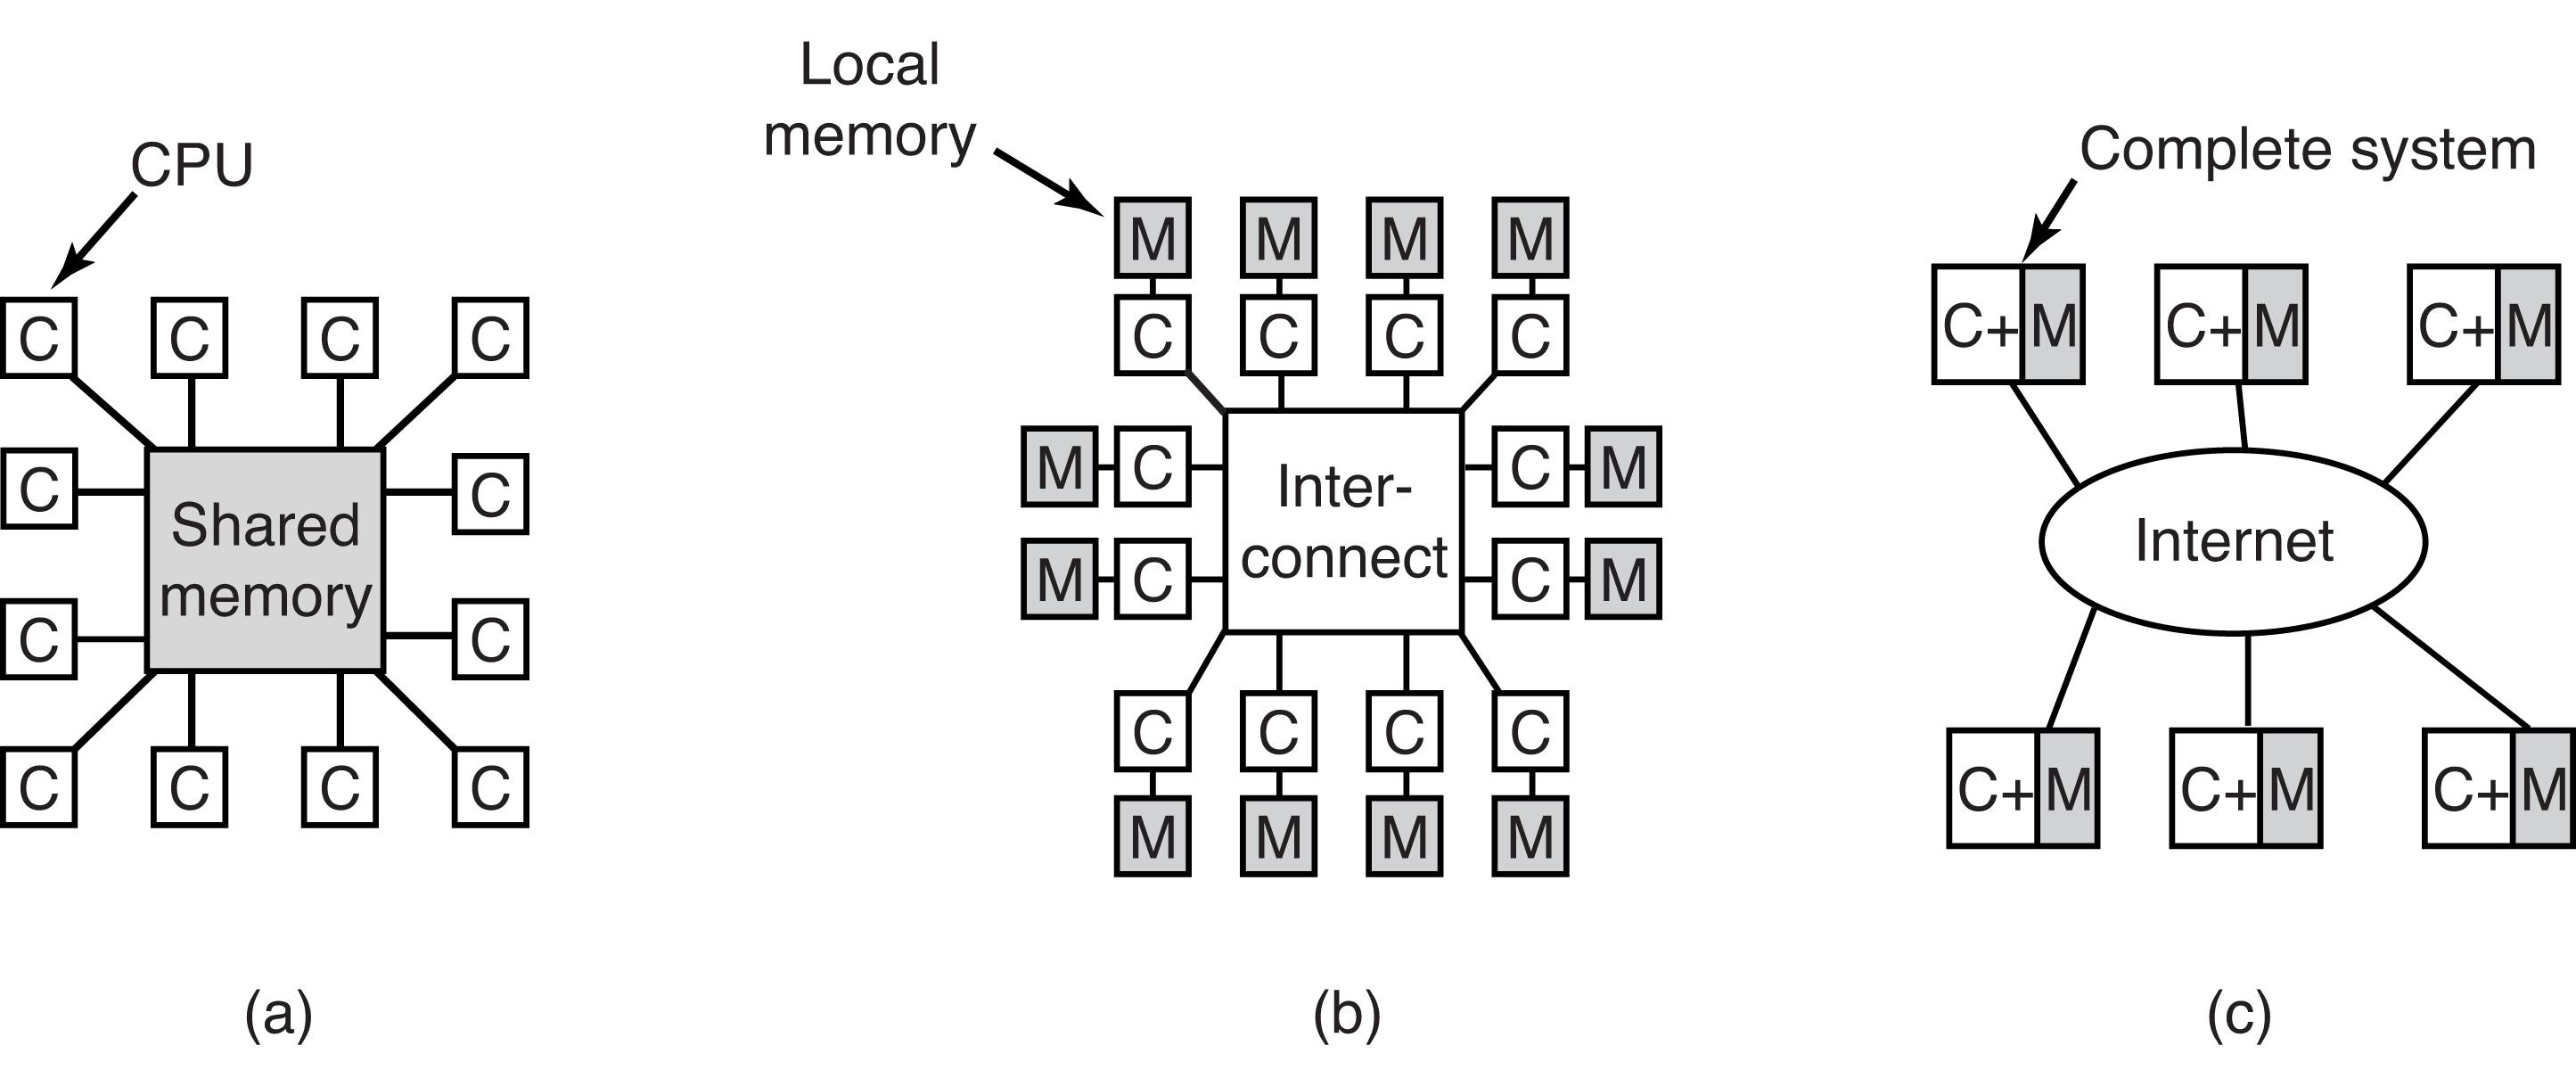 CPU
C C C C
C C
Shared
memory
C C
C C C C
(a)
Local
memory
M M M M
C C C C
M C C M
Inter-
connect
M C C M
C C C C
M M M M
(b)
Complete system
C+ M C+ M C+ M
Internet
C+ M C+ M C+ M
(c)